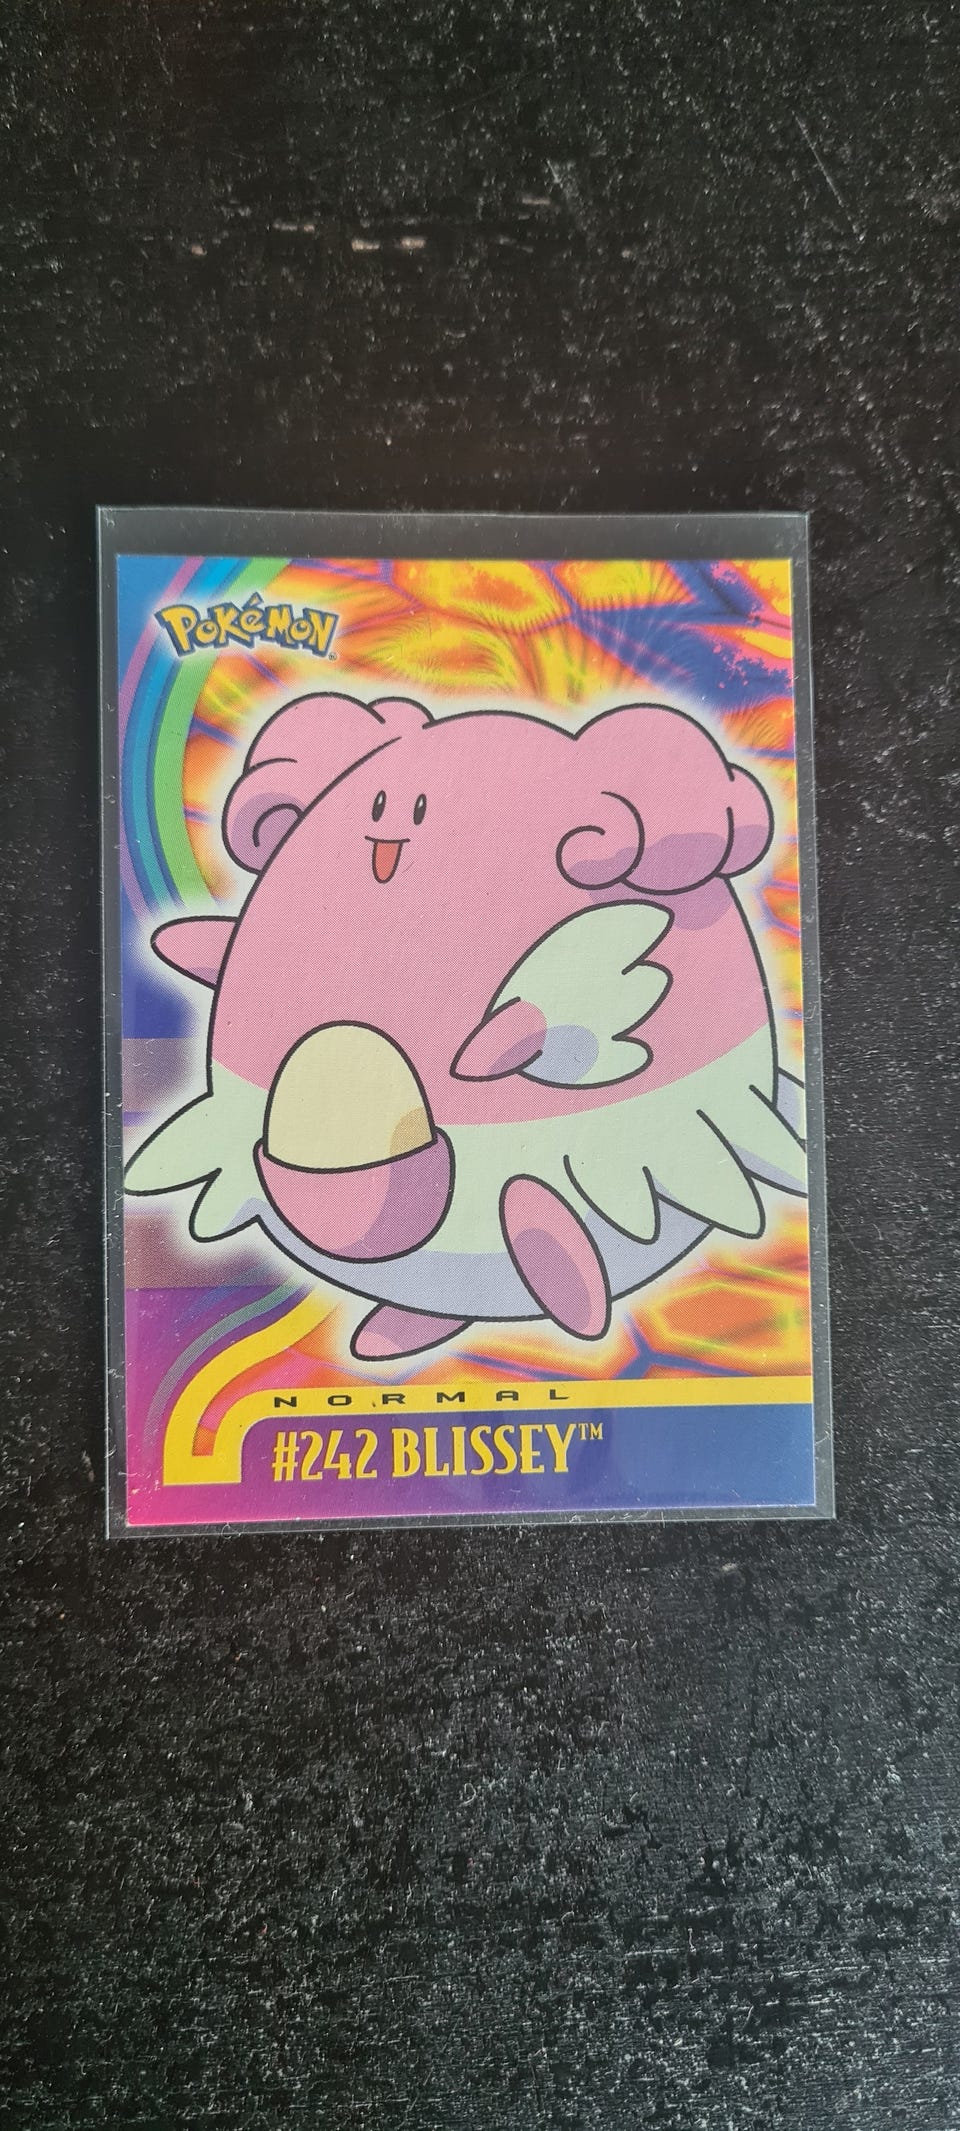 POKéMON
NORMAL
#242 BLISSEY™